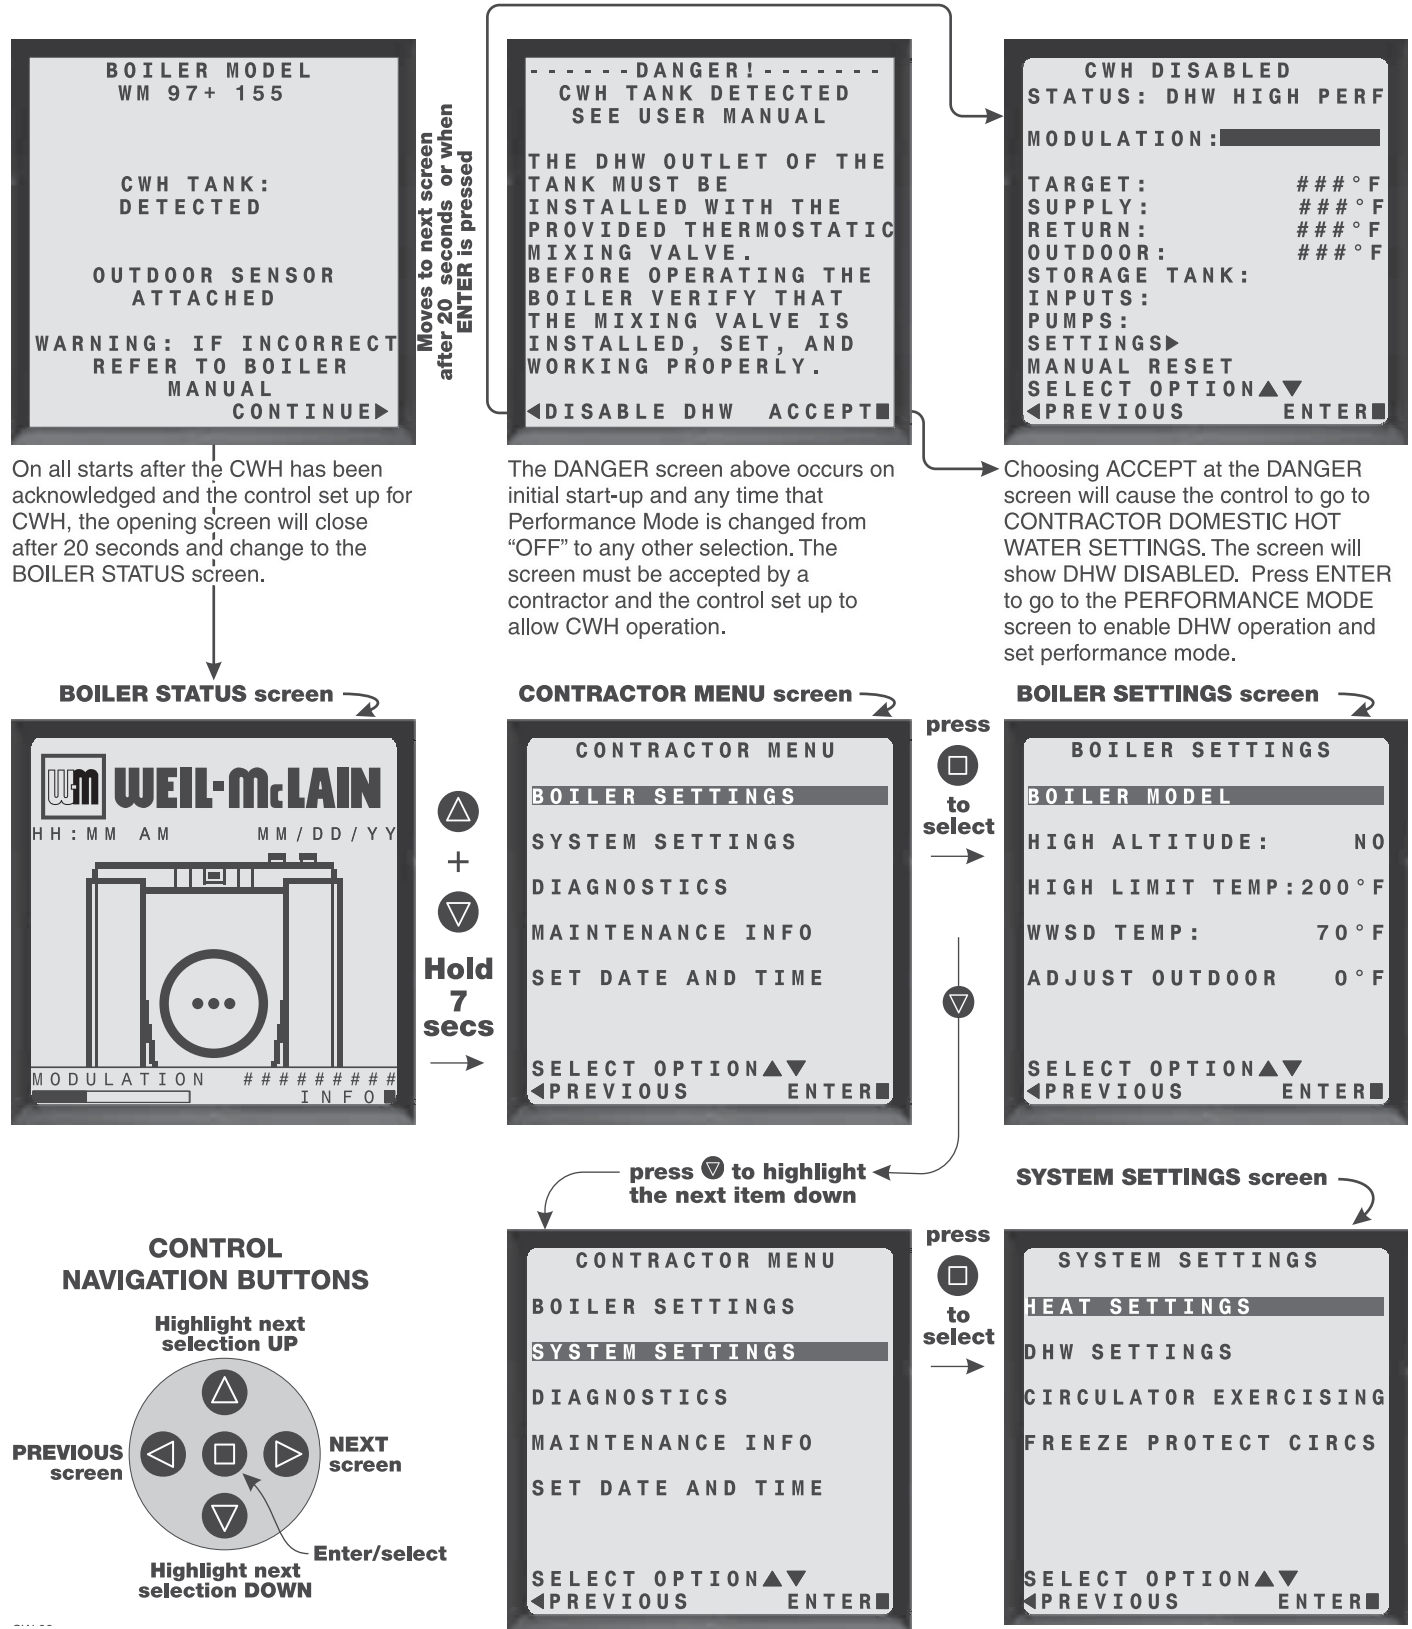 BOILER MODEL
WM 97+ 155
CWH TANK:
DETECTED
OUTDOOR SENSOR
ATTACHED
WARNING: IF INCORRECT
REFER TO BOILER
MANUAL
CONTINUE▶
Moves to next screen
after 20 seconds or when
ENTER is pressed
- - - - - - DANGER! - - - - - - -
CWH TANK DETECTED
SEE USER MANUAL
THE DHW OUTLET OF THE
TANK MUST BE
INSTALLED WITH THE
PROVIDED THERMOSTATIC
MIXING VALVE.
BEFORE OPERATING THE
BOILER VERIFY THAT
THE MIXING VALVE IS
INSTALLED, SET, AND
WORKING PROPERLY.
◀DISABLE DHW ACCEPT■
CWH DISABLED
STATUS: DHW HIGH PERF
MODULATION:
TARGET: ###°F
SUPPLY: ###°F
RETURN: ###°F
OUTDOOR: ###°F
STORAGE TANK:
INPUTS:
PUMPS:
SETTINGS▶
MANUAL RESET
SELECT OPTION▲▼
◀PREVIOUS ENTER■
On all starts after the CWH has been
acknowledged and the control set up for
CWH, the opening screen will close
after 20 seconds and change to the
BOILER STATUS screen.
The DANGER screen above occurs on
initial start-up and any time that
Performance Mode is changed from
“OFF” to any other selection. The
screen must be accepted by a
contractor and the control set up to
allow CWH operation.
Choosing ACCEPT at the DANGER
screen will cause the control to go to
CONTRACTOR DOMESTIC HOT
WATER SETTINGS. The screen will
show DHW DISABLED. Press ENTER
to go to the PERFORMANCE MODE
screen to enable DHW operation and
set performance mode.
BOILER STATUS screen
WM WEIL-McLAIN
HH:MM AM MM/DD/YY
MODULATION #########
INFO■
+
Hold
7
secs
CONTRACTOR MENU screen
CONTRACTOR MENU
BOILER SETTINGS
SYSTEM SETTINGS
DIAGNOSTICS
MAINTENANCE INFO
SET DATE AND TIME
SELECT OPTION▲▼
◀PREVIOUS ENTER■
press
to
select
BOILER SETTINGS screen
BOILER SETTINGS
BOILER MODEL
HIGH ALTITUDE: NO
HIGH LIMIT TEMP:200°F
WWSD TEMP: 70°F
ADJUST OUTDOOR 0°F
SELECT OPTION▲▼
◀PREVIOUS ENTER■
press ▽ to highlight
the next item down
CONTROL
NAVIGATION BUTTONS
Highlight next
selection UP
PREVIOUS
screen
NEXT
screen
Enter/select
Highlight next
selection DOWN
CONTRACTOR MENU
BOILER SETTINGS
SYSTEM SETTINGS
DIAGNOSTICS
MAINTENANCE INFO
SET DATE AND TIME
SELECT OPTION▲▼
◀PREVIOUS ENTER■
press
to
select
SYSTEM SETTINGS screen
SYSTEM SETTINGS
HEAT SETTINGS
DHW SETTINGS
CIRCULATOR EXERCISING
FREEZE PROTECT CIRCS
SELECT OPTION▲▼
◀PREVIOUS ENTER■